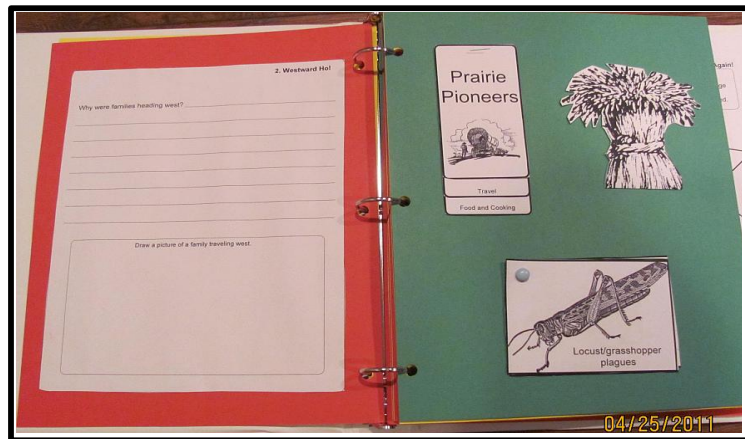 2. Westward Ho!
Why were families heading west?
Draw a picture of a family traveling west.
Prairie
Pioneers
Travel
Food and Cooking
Locust/grasshopper
plagues
Again!
04/25/2011